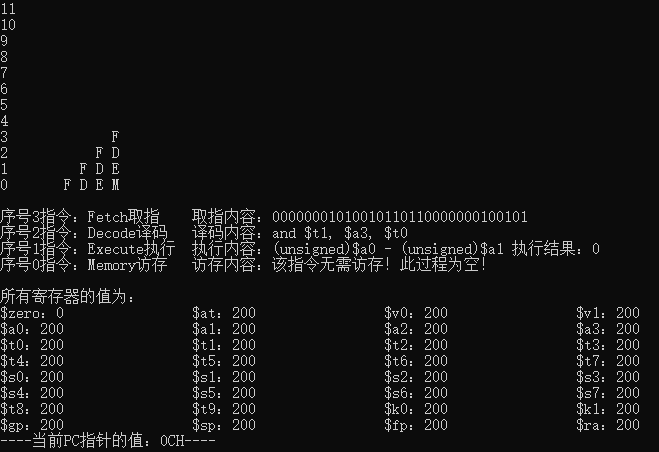 11
10
9
8
7
6
5
4
3 F
2 F D
1 F D E
0 F D E M
序号3指令：Fetch取指 取指内容：00000001010010110110000000100101
序号2指令：Decode译码 译码内容：and $t1, $a3, $t0
序号1指令：Execute执行 执行内容：(unsigned)$a0 - (unsigned)$a1 执行结果：0
序号0指令：Memory访存 访存内容：该指令无需访存！此过程为空！
所有寄存器的值为：
$zero：0 $at：200 $v0：200 $v1：200
$a0：200 $a1：200 $a2：200 $a3：200
$t0：200 $t1：200 $t2：200 $t3：200
$t4：200 $t5：200 $t6：200 $t7：200
$s0：200 $s1：200 $s2：200 $s3：200
$s4：200 $s5：200 $s6：200 $s7：200
$t8：200 $t9：200 $k0：200 $k1：200
$gp：200 $sp：200 $fp：200 $ra：200
----当前PC指针的值：0CH----